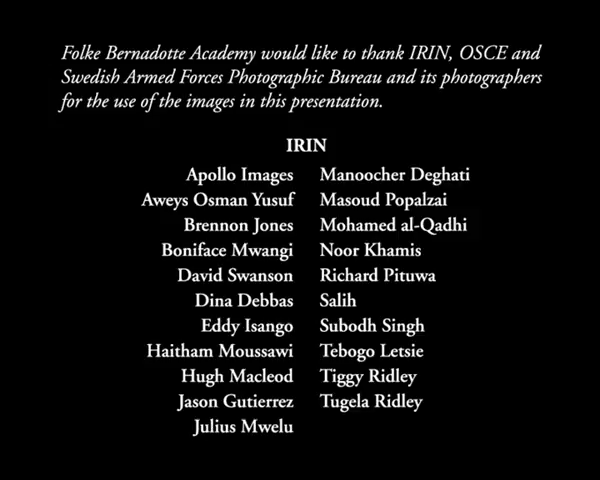 Folke Bernadotte Academy would like to thank IRIN, OSCE and
Swedish Armed Forces Photographic Bureau and its photographers
for the use of the images in this presentation.
IRIN
Apollo Images
Aweys Osman Yusuf
Brennon Jones
Boniface Mwangi
David Swanson
Dina Debbas
Eddy Isango
Haitham Moussawi
Hugh Macleod
Jason Gutierrez
Julius Mwelu
Manoocher Deghati
Masoud Popalzai
Mohamed al-Qadhi
Noor Khamis
Richard Pituwa
Salih
Subodh Singh
Tebogo Letsie
Tiggy Ridley
Tugela Ridley